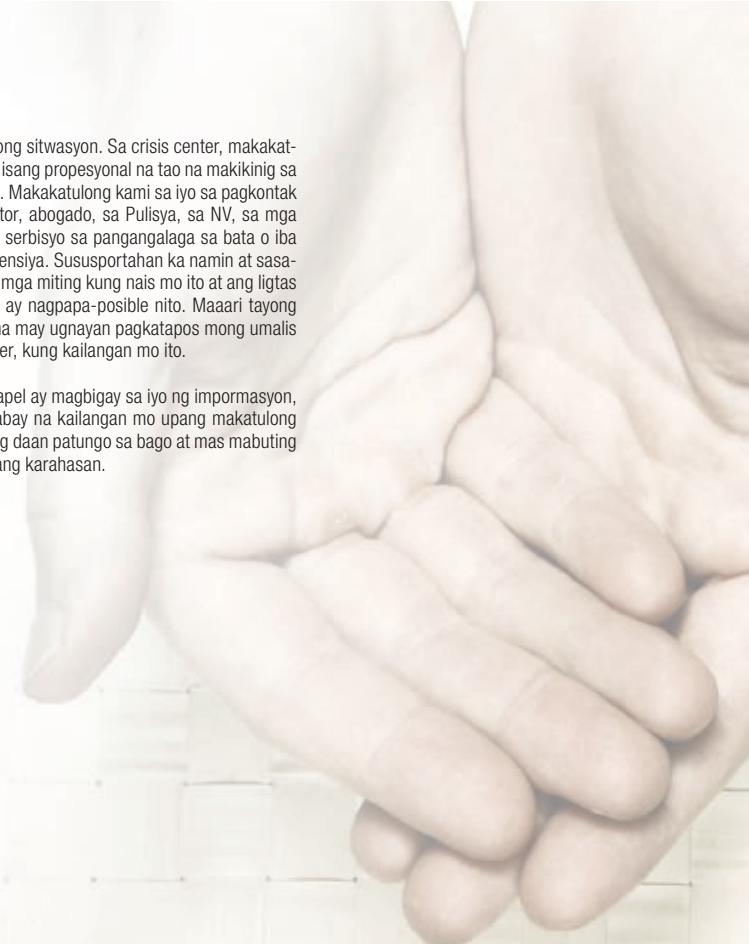 ong sitwasyon. Sa crisis center, makakat-
isang propesyonal na tao na makikinig sa
. Makakatulong kami sa iyo sa pagkontak
tor, abogado, sa Pulisya, sa NV, sa mga
serbisyo sa pangangalaga sa bata o iba
ensiya. Sususportahan ka namin at sasa-
mga miting kung nais mo ito at ang ligtas
ay nagpapa-posible nito. Maaari tayong
na may ugnayan pagkatapos mong umalis
er, kung kailangan mo ito.
apel ay magbigay sa iyo ng impormasyon,
abay na kailangan mo upang makatulong
g daan patungo sa bago at mas mabuting
ang karahasan.